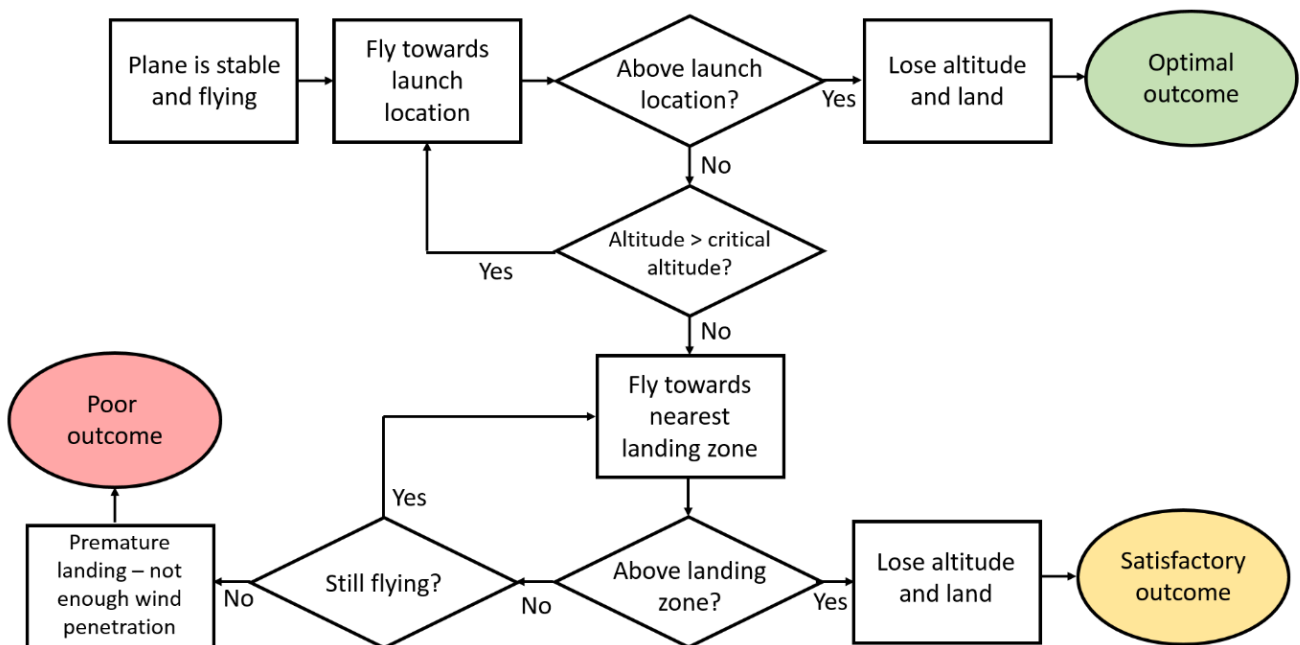 Plane is stable
and flying
Fly towards
launch
location
Above launch
location?
Yes
Lose altitude
and land
Optimal
outcome
No
Altitude > critical
altitude?
Yes
No
Fly towards
nearest
landing zone
Poor
outcome
Yes
Premature
landing – not
enough wind
penetration
No
Still flying?
No
Above landing
zone?
Yes
Lose altitude
and land
Satisfactory
outcome